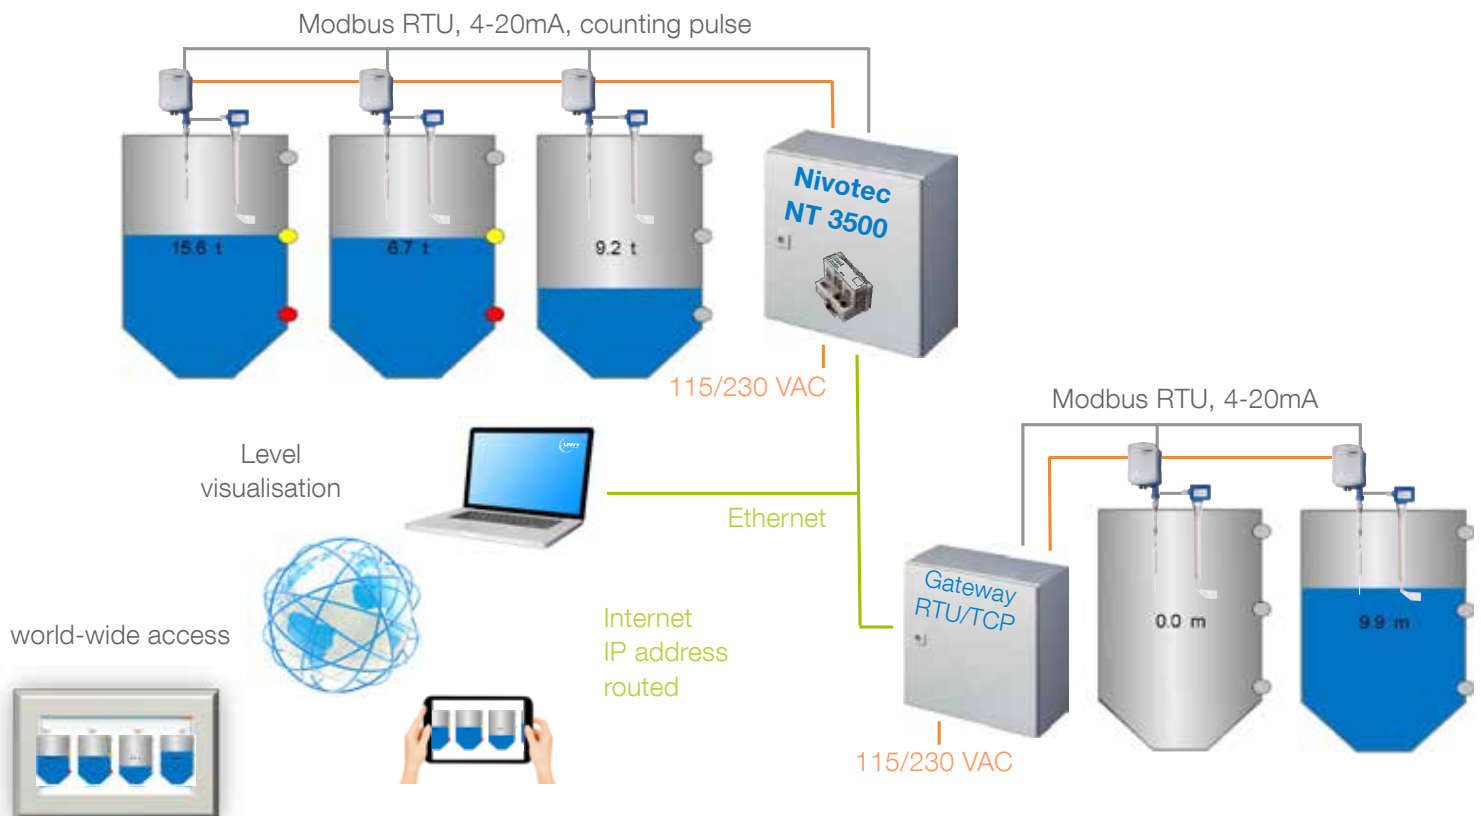 Modbus RTU, 4-20mA, counting pulse
Nivotec
NT 3500
15.6 t
6.7 t
9.2 t
115/230 VAC
Modbus RTU, 4-20mA
Level
visualisation
UWT
Ethernet
Gateway
RTU/TCP
0.0 m
9.9 m
Internet
IP address
routed
world-wide access
115/230 VAC